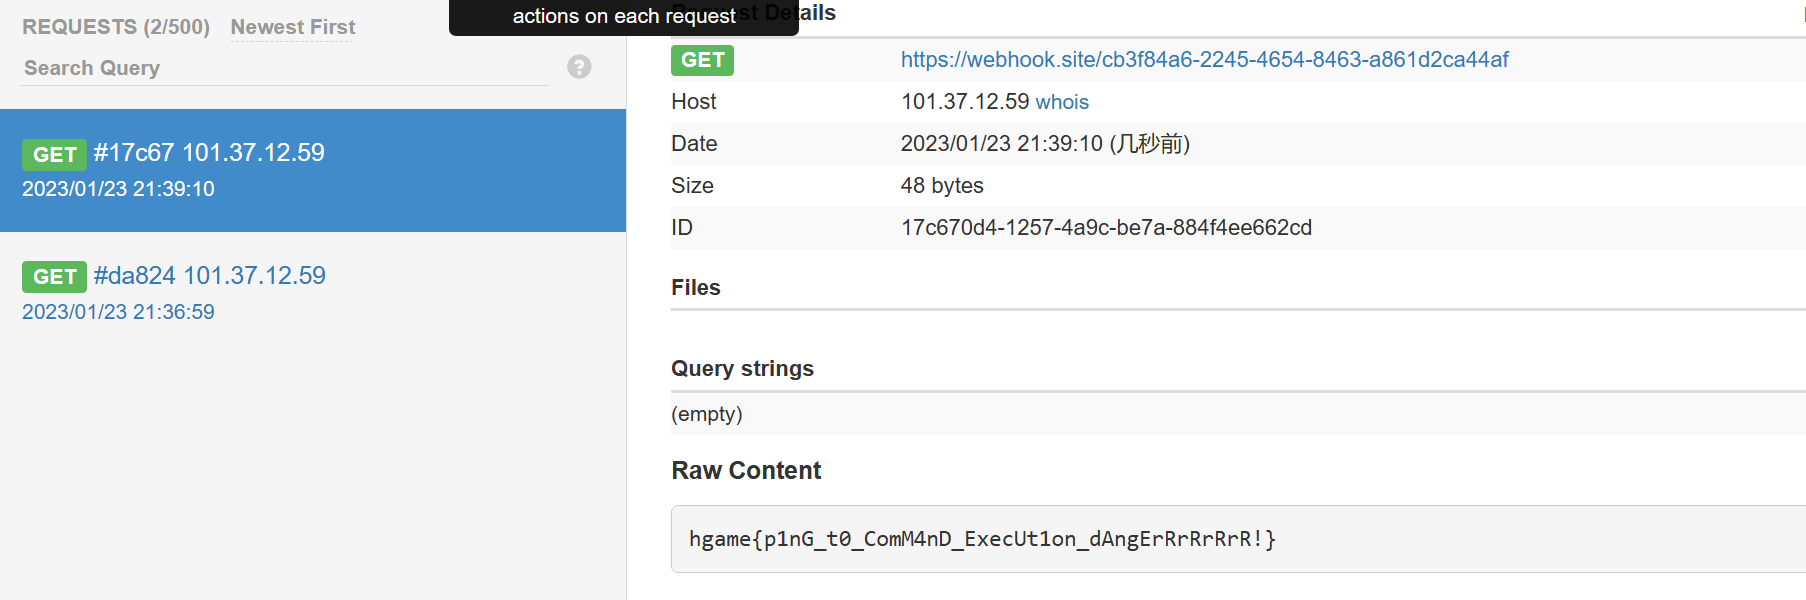 REQUESTS (2/500) Newest First
Search Query
?
GET #17c67 101.37.12.59
2023/01/23 21:39:10
GET #da824 101.37.12.59
2023/01/23 21:36:59
actions on each request
Details
GET https://webhook.site/cb3f84a6-2245-4654-8463-a861d2ca44af
Host 101.37.12.59 whois
Date 2023/01/23 21:39:10 (几秒前)
Size 48 bytes
ID 17c670d4-1257-4a9c-be7a-884f4ee662cd
Files
Query strings
(empty)
Raw Content
hgame{p1nG_t0_ComM4nD_ExecUt1on_dAngErRrRrRrR!}